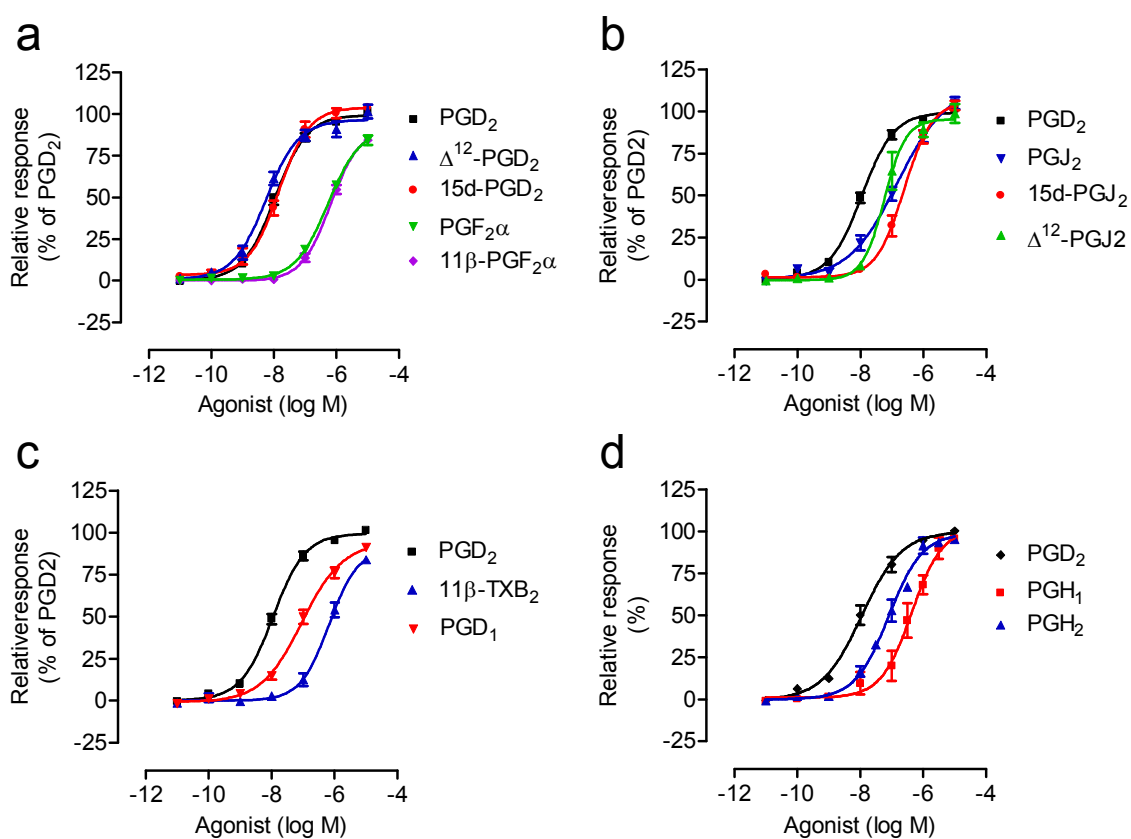 a
Relative response
(% of PGD₂)
125
100
75
50
25
0
-25
-12 -10 -8 -6 -4
Agonist (log M)
PGD₂
Δ¹²-PGD₂
15d-PGD₂
PGF₂α
11β-PGF₂α
b
Relativeresponse
(% of PGD2)
125
100
75
50
25
0
-25
-12 -10 -8 -6 -4
Agonist (log M)
PGD₂
PGJ₂
15d-PGJ₂
Δ¹²-PGJ2
c
Relativeresponse
(% of PGD2)
125
100
75
50
25
0
-25
-12 -10 -8 -6 -4
Agonist (log M)
PGD₂
11β-TXB₂
PGD₁
d
Relative response
(%)
125
100
75
50
25
0
-25
-12 -10 -8 -6 -4
Agonist (log M)
PGD₂
PGH₁
PGH₂